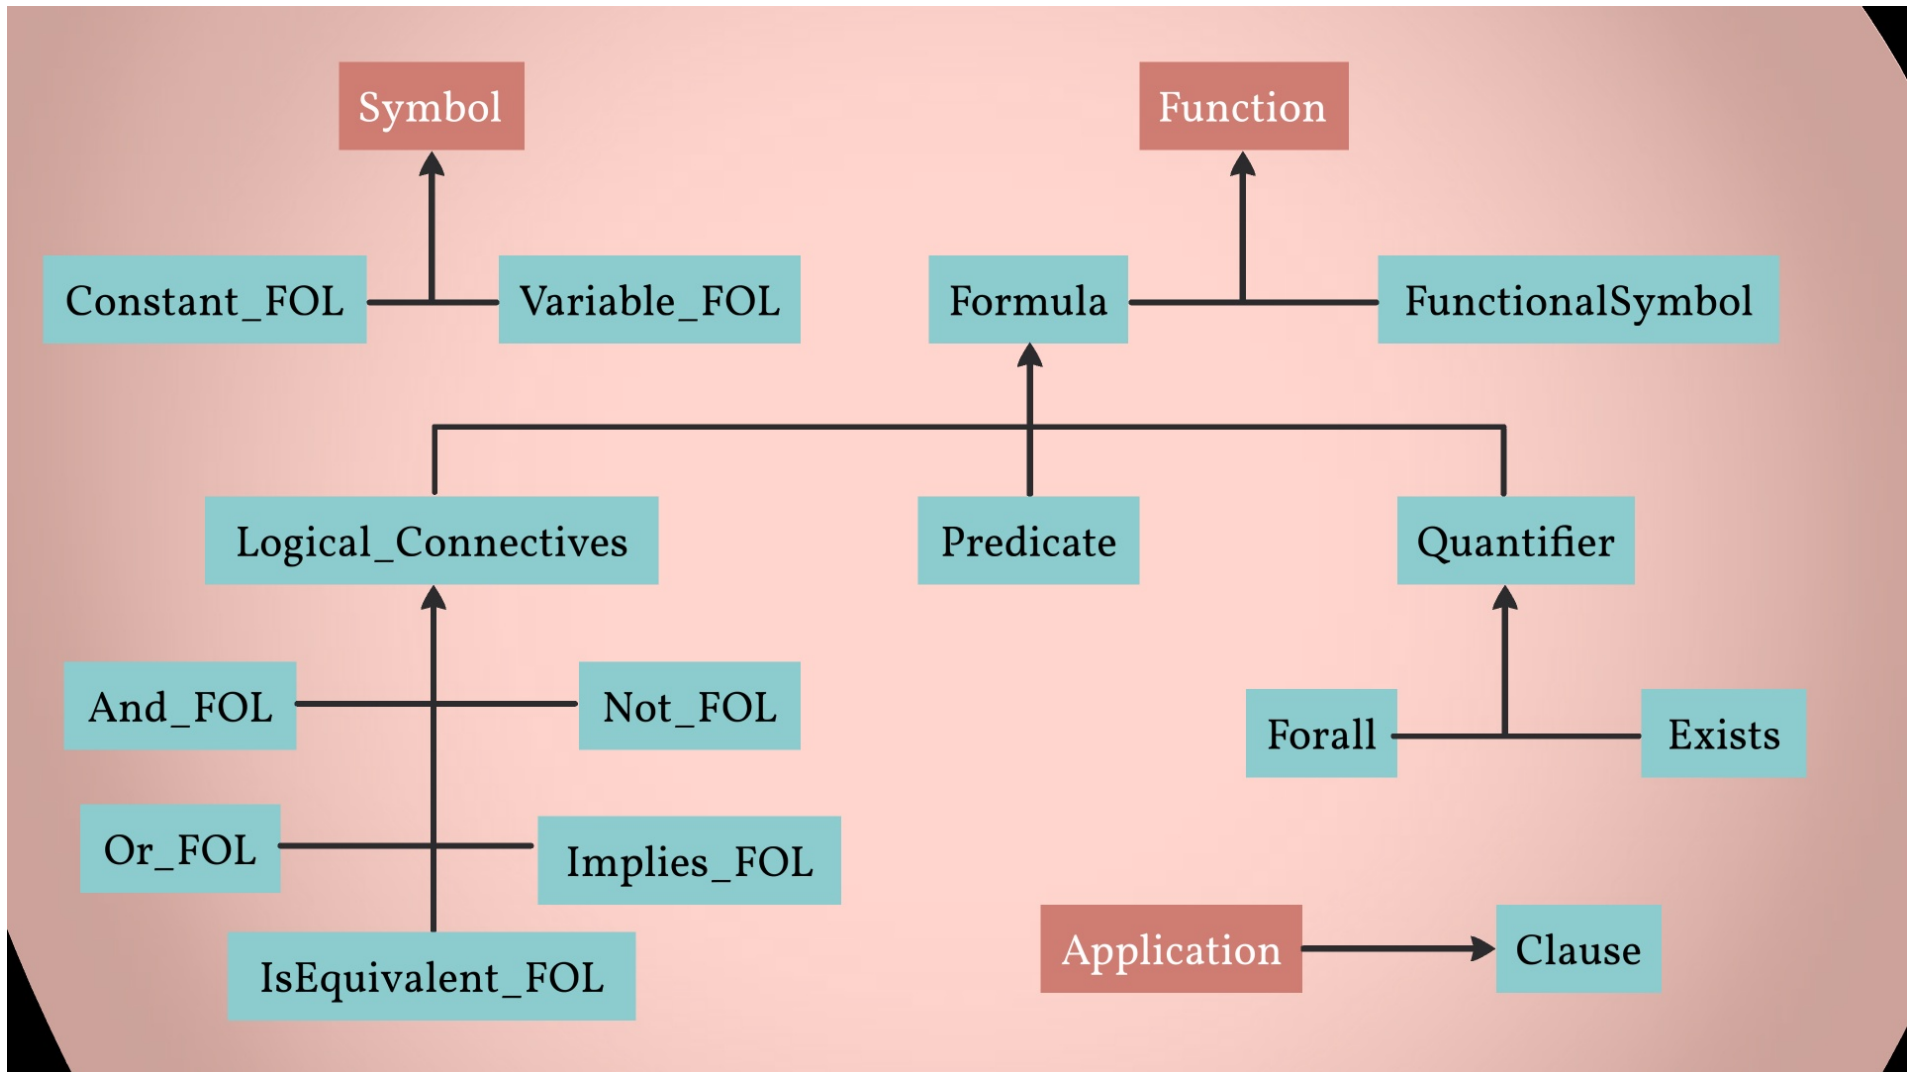 Symbol
Function
Constant_FOL
Variable_FOL
Formula
FunctionalSymbol
Logical_Connectives
Predicate
Quantifier
And_FOL
Not_FOL
Forall
Exists
Or_FOL
Implies_FOL
Application
Clause
IsEquivalent_FOL